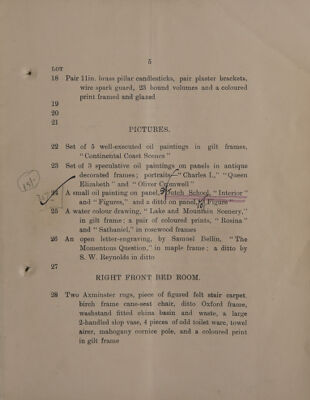 5
LOT
18 Pair 11in. brass pillar candlesticks, pair plaster brackets,
wire spark guard, 23 bound volumes and a coloured
print framed and glazed
19
20
21
PICTURES.
22 Set of 5 well-executed oil paintings in gilt frames,
"Continental Coast Scenes"
23 Set of 3 speculative oil paintings on panels in antique
decorated frames; portraits "Charles I.," "Queen
Elizabeth" and "Oliver Cromwell"
24 A small oil painting on panel, Dutch School, "Interior"
and "Figures," and a ditto on panel, "Figure"
25 A water colour drawing, "Lake and Mountain Scenery,"
in gilt frame; a pair of coloured prints, "Rosina"
and "Nathaniel," in rosewood frames
26 An open letter-engraving, by Samuel Bellin, "The
Momentous Question," in maple frame; a ditto by
S. W. Reynolds in ditto
27
RIGHT FRONT BED ROOM.
28 Two Axminster rugs, piece of figured felt stair carpet
birch frame cane-seat chair, ditto Oxford frame,
washstand fitted china basin and waste, a large
2-handled slop vase, 4 pieces of odd toilet ware, towel
airer, mahogany cornice pole, and a coloured print
in gilt frame